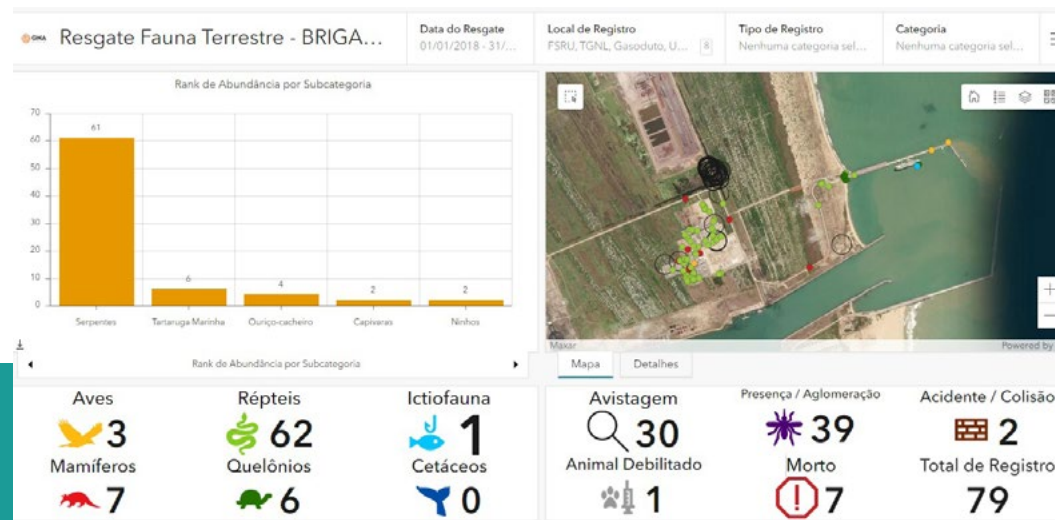 GNA Resgate Fauna Terrestre - BRIGA...
Data do Resgate
01/01/2018 - 31/...
Local de Registro
FSRU, TGNL, Gasoduto, U... 8
Tipo de Registro
Nenhuma categoria sel...
Categoria
Nenhuma categoria sel...
Rank de Abundância por Subcategoria
70
60
50
40
30
20
10
0
61
6
4
2
2
Serpentes
Tartaruga Marinha
Ouriço-cacheiro
Capivaras
Ninhos
Rank de Abundância por Subcategoria
Maxar
Powered by
Mapa
Detalhes
Aves
3
Répteis
62
Ictiofauna
1
Mamíferos
7
Quelônios
6
Cetáceos
0
Avistagem
30
Presença / Aglomeração
39
Acidente / Colisão
2
Animal Debilitado
1
Morto
7
Total de Registro
79